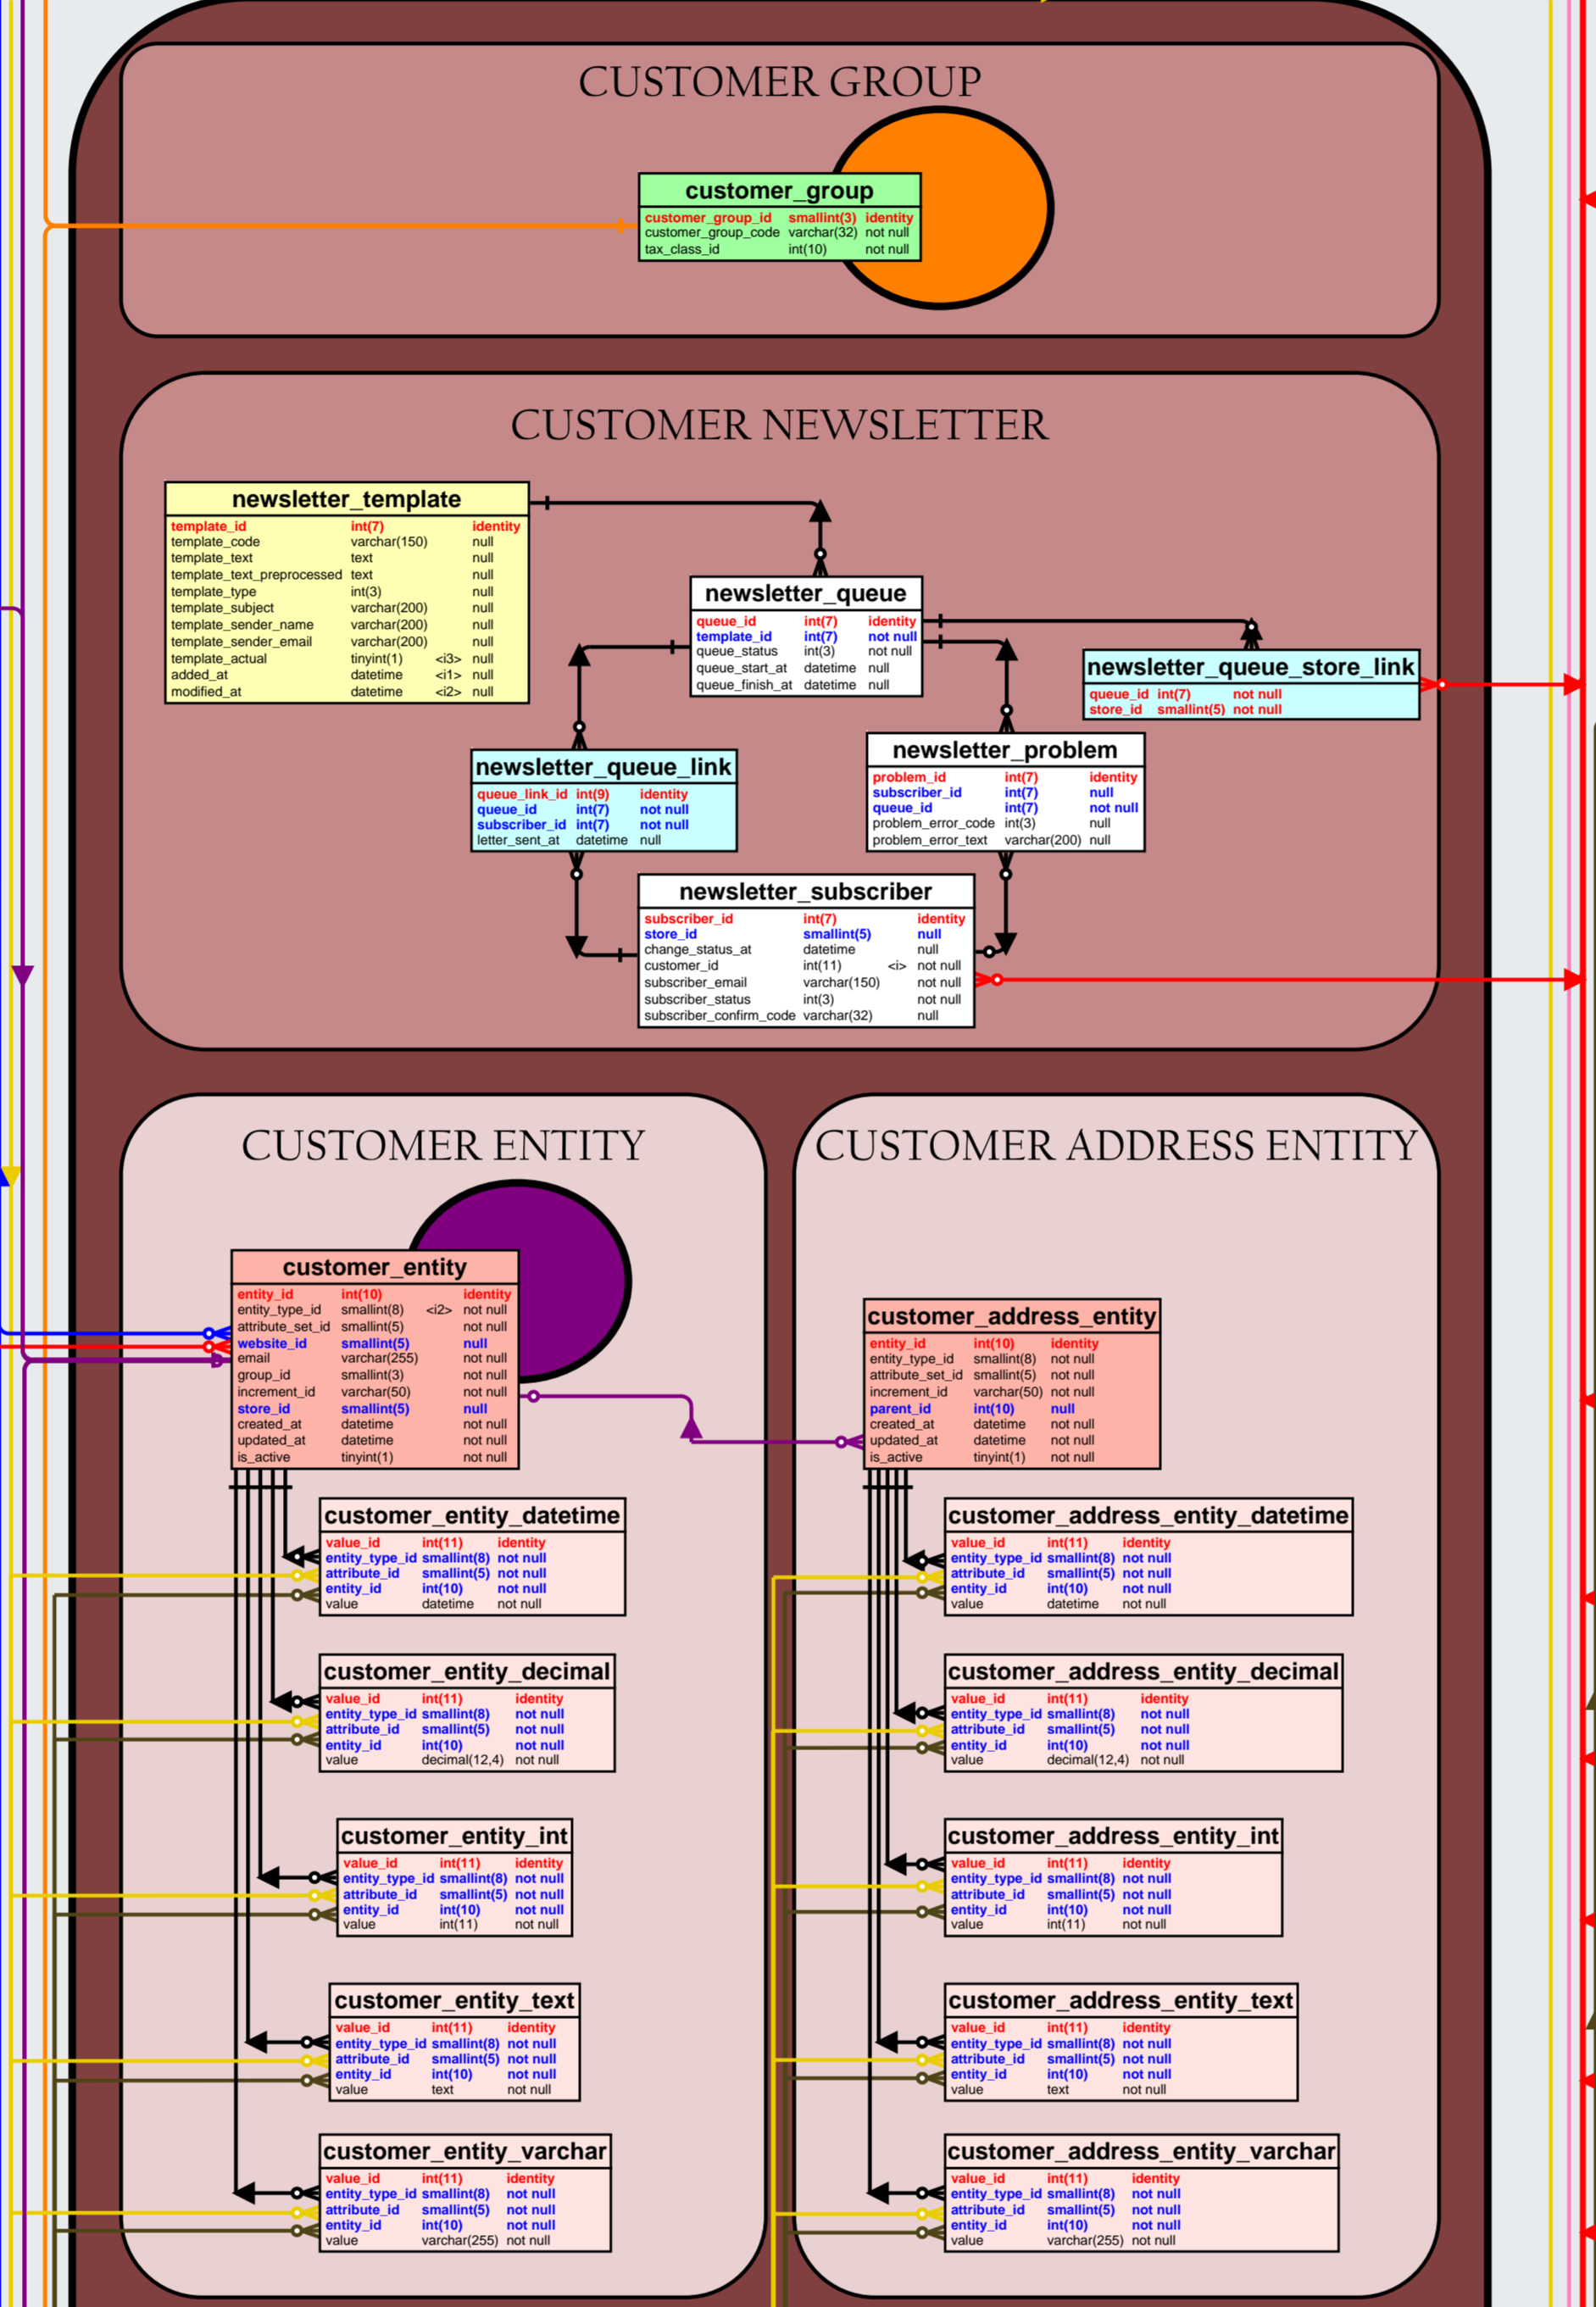 CUSTOMER GROUP
customer_group
customer_group_id smallint(3) identity
customer_group_code varchar(32) not null
tax_class_id int(10) not null
CUSTOMER NEWSLETTER
newsletter_template
template_id int(7) identity
template_code varchar(150) null
template_text text null
template_text_preprocessed text null
template_type int(3) null
template_subject varchar(200) null
template_sender_name varchar(200) null
template_sender_email varchar(200) null
template_actual tinyint(1) <i3> null
added_at datetime <i1> null
modified_at datetime <i2> null
newsletter_queue
queue_id int(7) identity
template_id int(7) not null
queue_status int(3) not null
queue_start_at datetime null
queue_finish_at datetime null
newsletter_queue_store_link
queue_id int(7) not null
store_id smallint(5) not null
newsletter_queue_link
queue_link_id int(9) identity
queue_id int(7) not null
subscriber_id int(7) not null
letter_sent_at datetime null
newsletter_problem
problem_id int(7) identity
subscriber_id int(7) null
queue_id int(7) not null
problem_error_code int(3) null
problem_error_text varchar(200) null
newsletter_subscriber
subscriber_id int(7) identity
store_id smallint(5) null
change_status_at datetime null
customer_id int(11) <i> not null
subscriber_email varchar(150) not null
subscriber_status int(3) not null
subscriber_confirm_code varchar(32) null
CUSTOMER ENTITY
customer_entity
entity_id int(10) identity
entity_type_id smallint(8) <i2> not null
attribute_set_id smallint(5) not null
website_id smallint(5) null
email varchar(255) not null
group_id smallint(3) not null
increment_id varchar(50) not null
store_id smallint(5) null
created_at datetime not null
updated_at datetime not null
is_active tinyint(1) not null
customer_entity_datetime
value_id int(11) identity
entity_type_id smallint(8) not null
attribute_id smallint(5) not null
entity_id int(10) not null
value datetime not null
customer_entity_decimal
value_id int(11) identity
entity_type_id smallint(8) not null
attribute_id smallint(5) not null
entity_id int(10) not null
value decimal(12,4) not null
customer_entity_int
value_id int(11) identity
entity_type_id smallint(8) not null
attribute_id smallint(5) not null
entity_id int(10) not null
value int(11) not null
customer_entity_text
value_id int(11) identity
entity_type_id smallint(8) not null
attribute_id smallint(5) not null
entity_id int(10) not null
value text not null
customer_entity_varchar
value_id int(11) identity
entity_type_id smallint(8) not null
attribute_id smallint(5) not null
entity_id int(10) not null
value varchar(255) not null
CUSTOMER ADDRESS ENTITY
customer_address_entity
entity_id int(10) identity
entity_type_id smallint(8) not null
attribute_set_id smallint(5) not null
increment_id varchar(50) not null
parent_id int(10) null
created_at datetime not null
updated_at datetime not null
is_active tinyint(1) not null
customer_address_entity_datetime
value_id int(11) identity
entity_type_id smallint(8) not null
attribute_id smallint(5) not null
entity_id int(10) not null
value datetime not null
customer_address_entity_decimal
value_id int(11) identity
entity_type_id smallint(8) not null
attribute_id smallint(5) not null
entity_id int(10) not null
value decimal(12,4) not null
customer_address_entity_int
value_id int(11) identity
entity_type_id smallint(8) not null
attribute_id smallint(5) not null
entity_id int(10) not null
value int(11) not null
customer_address_entity_text
value_id int(11) identity
entity_type_id smallint(8) not null
attribute_id smallint(5) not null
entity_id int(10) not null
value text not null
customer_address_entity_varchar
value_id int(11) identity
entity_type_id smallint(8) not null
attribute_id smallint(5) not null
entity_id int(10) not null
value varchar(255) not null